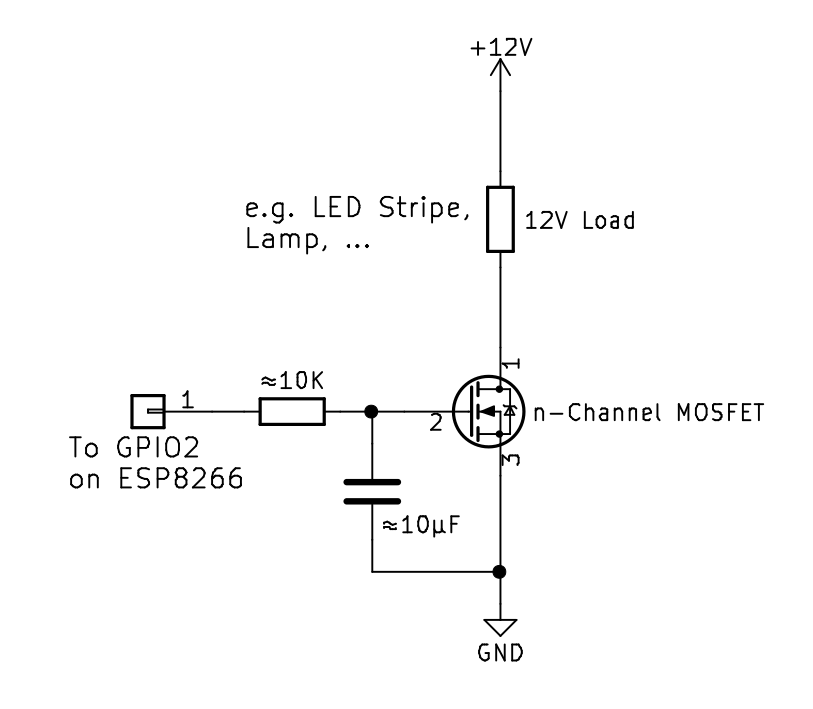 +12V
e.g. LED Stripe,
Lamp, ...
12V Load
1
≈10K
1
2
n-Channel MOSFET
To GPIO2
on ESP8266
3
≈10µF
GND